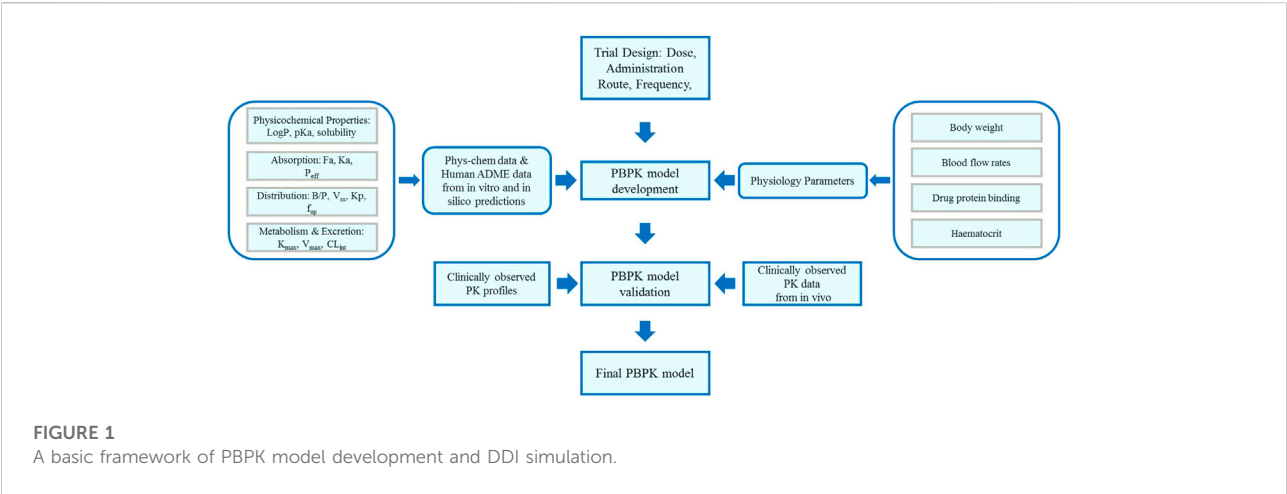 Trial Design: Dose,
Administration
Route, Frequency,
Physicochemical Properties:
LogP, pKa, solubility
Absorption: Fa, Ka,
Peff
Distribution: B/P, Vss, Kp,
fup
Metabolism & Excretion:
Kmax, Vmax, CLint
Phys-chem data &
Human ADME data
from in vitro and in
silico predictions
PBPK model
development
Physiology Parameters
Body weight
Blood flow rates
Drug protein binding
Haematocrit
Clinically observed
PK profiles
PBPK model
validation
Clinically observed
PK data
from in vivo
Final PBPK model
FIGURE 1
A basic framework of PBPK model development and DDI simulation.